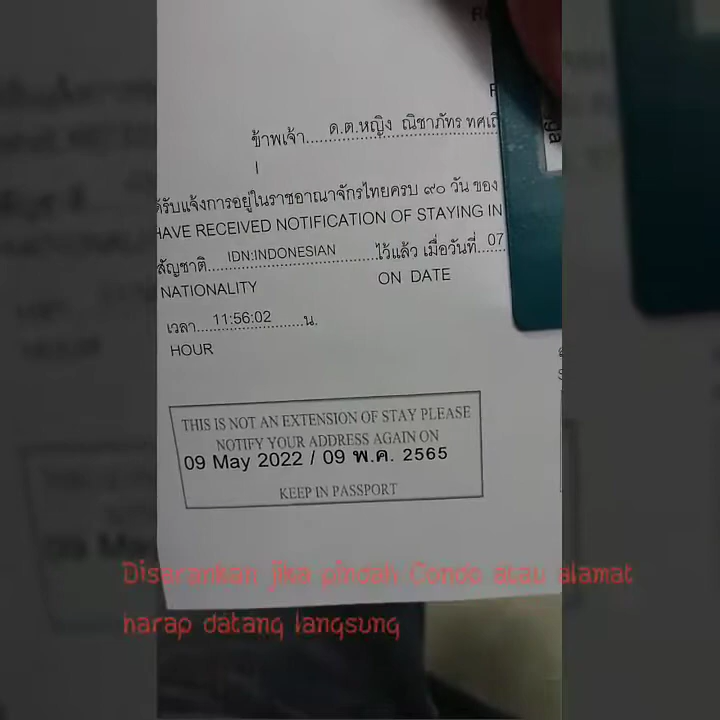 ข้าพเจ้า.....ด.ต.หญิง ณิชาภัทร
รับแจ้งการอยู่ในราชอาณาจักรไทยครบ ๙๐ วัน ของ
HAVE RECEIVED NOTIFICATION OF STAYING IN
สัญชาติ.....IDN:INDONESIAN.....ไว้แล้ว เมื่อวันที่.....07
NATIONALITY ON DATE
เวลา.....11:56:02.....น.
HOUR
THIS IS NOT AN EXTENSION OF STAY PLEASE
NOTIFY YOUR ADDRESS AGAIN ON
09 May 2022 / 09 พ.ค. 2565
KEEP IN PASSPORT
Disarankan jika pindah Condo atau alamat
harap datang langsung